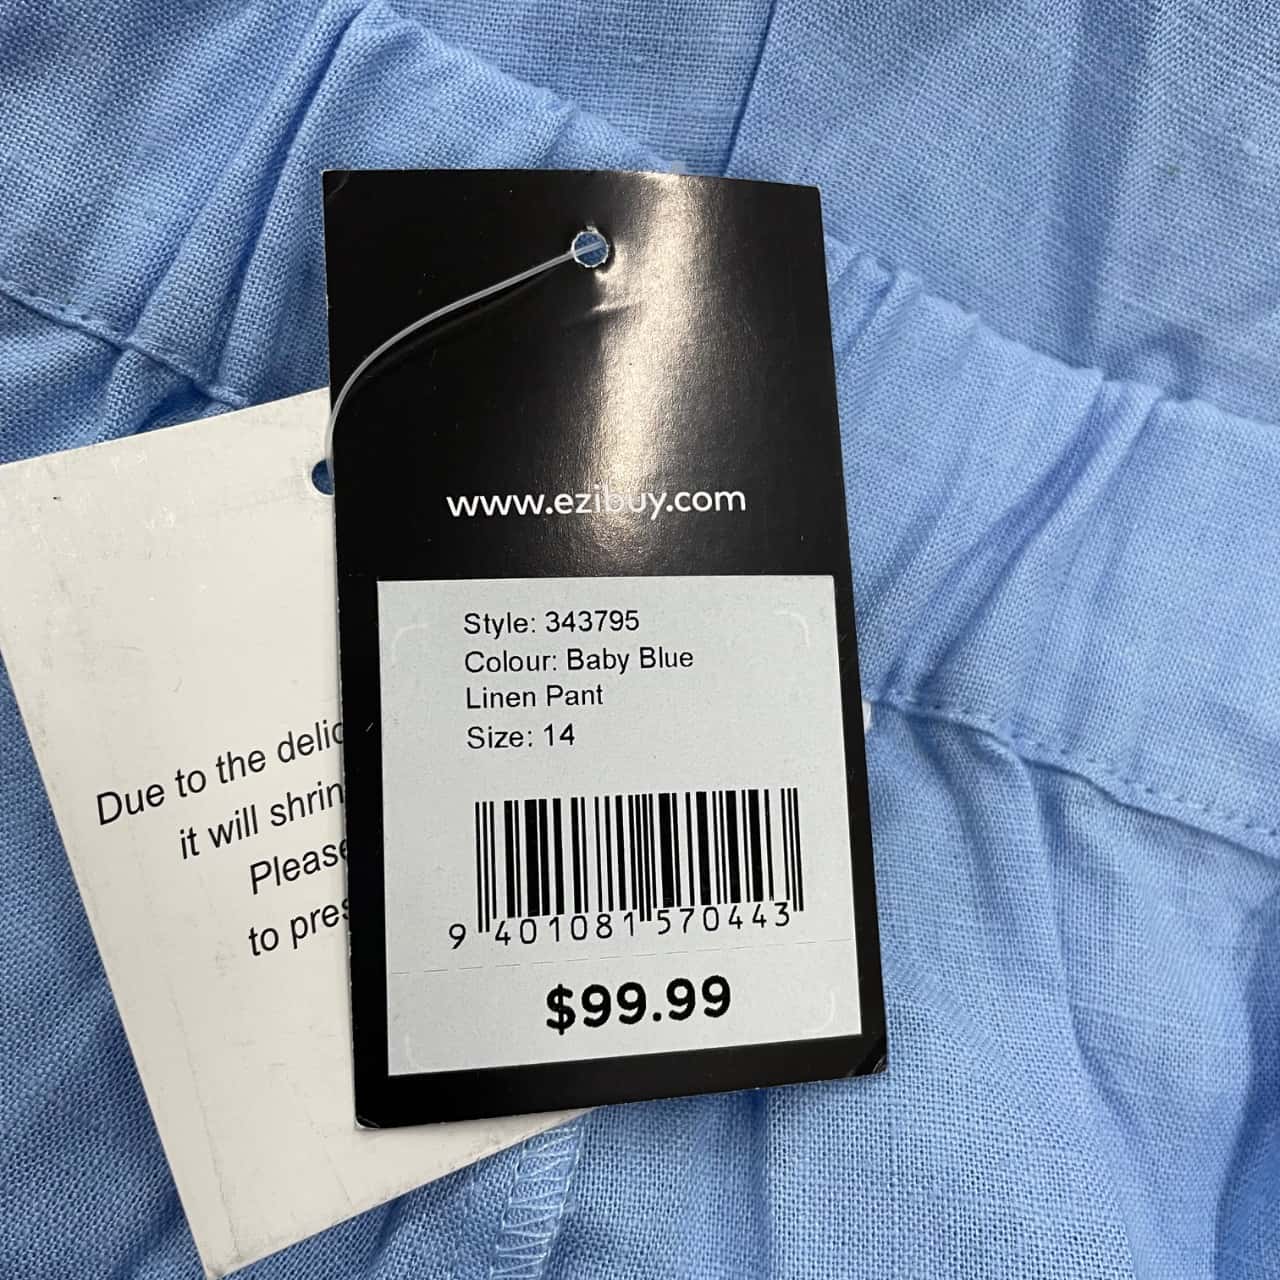 www.ezibuy.com
Style: 343795
Colour: Baby Blue
Linen Pant
Size: 14
9 401081 570443
$99.99
Due to the
it will
Please
to